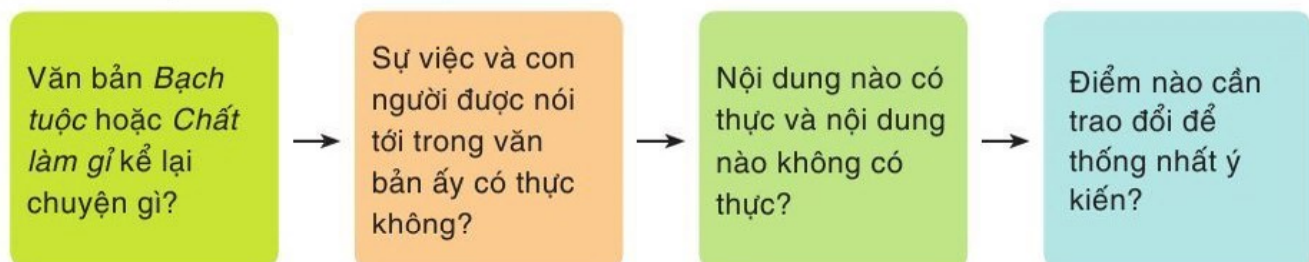 Văn bản Bạch
tuộc hoặc Chất
làm gỉ kể lại
chuyện gì?
Sự việc và con
người được nói
tới trong văn
bản ấy có thực
không?
Nội dung nào có
thực và nội dung
nào không có
thực?
Điểm nào cần
trao đổi để
thống nhất ý
kiến?